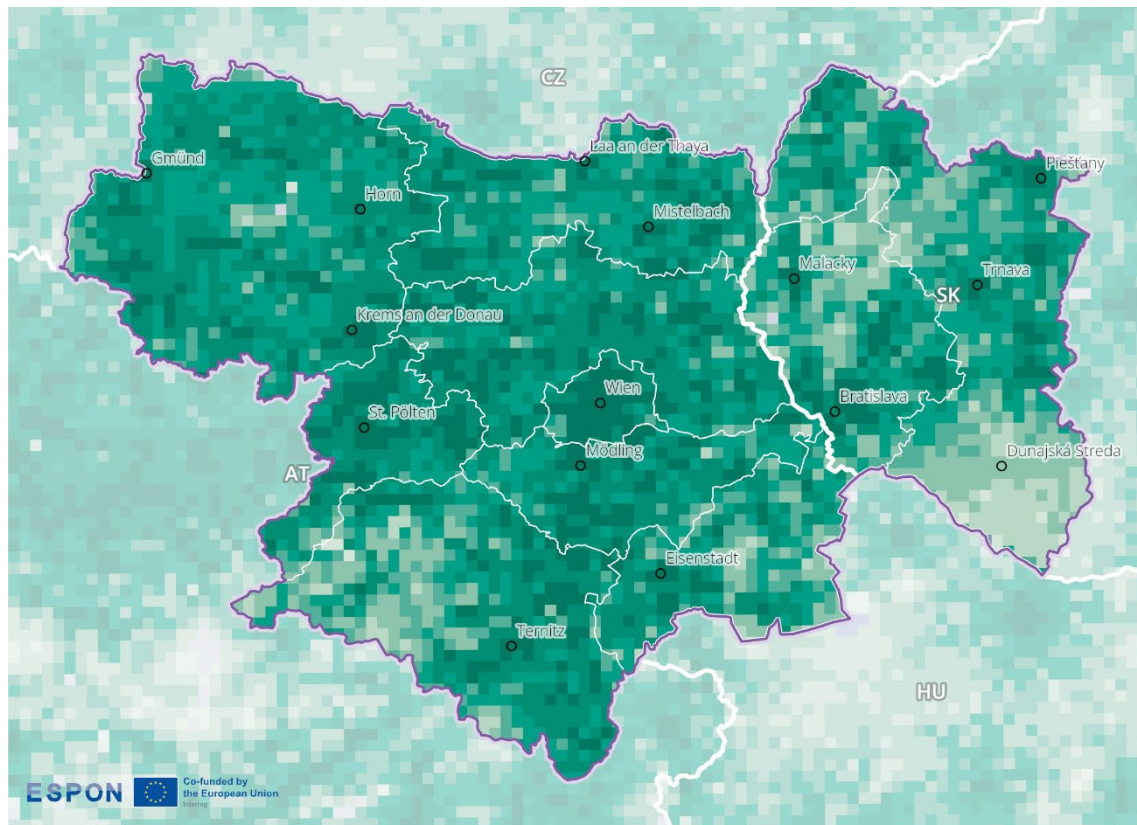 CZ
Laa an der Thaya
Gmünd
Piešťany
Horn
Mistelbach
Malacky
Trnava
SK
Krems an der Donau
Wien
Bratislava
St. Pölten
Mödling
Dunajská Streda
AT
Eisenstadt
Ternitz
HU
ESPON
Co-funded by
the European Union
Interreg